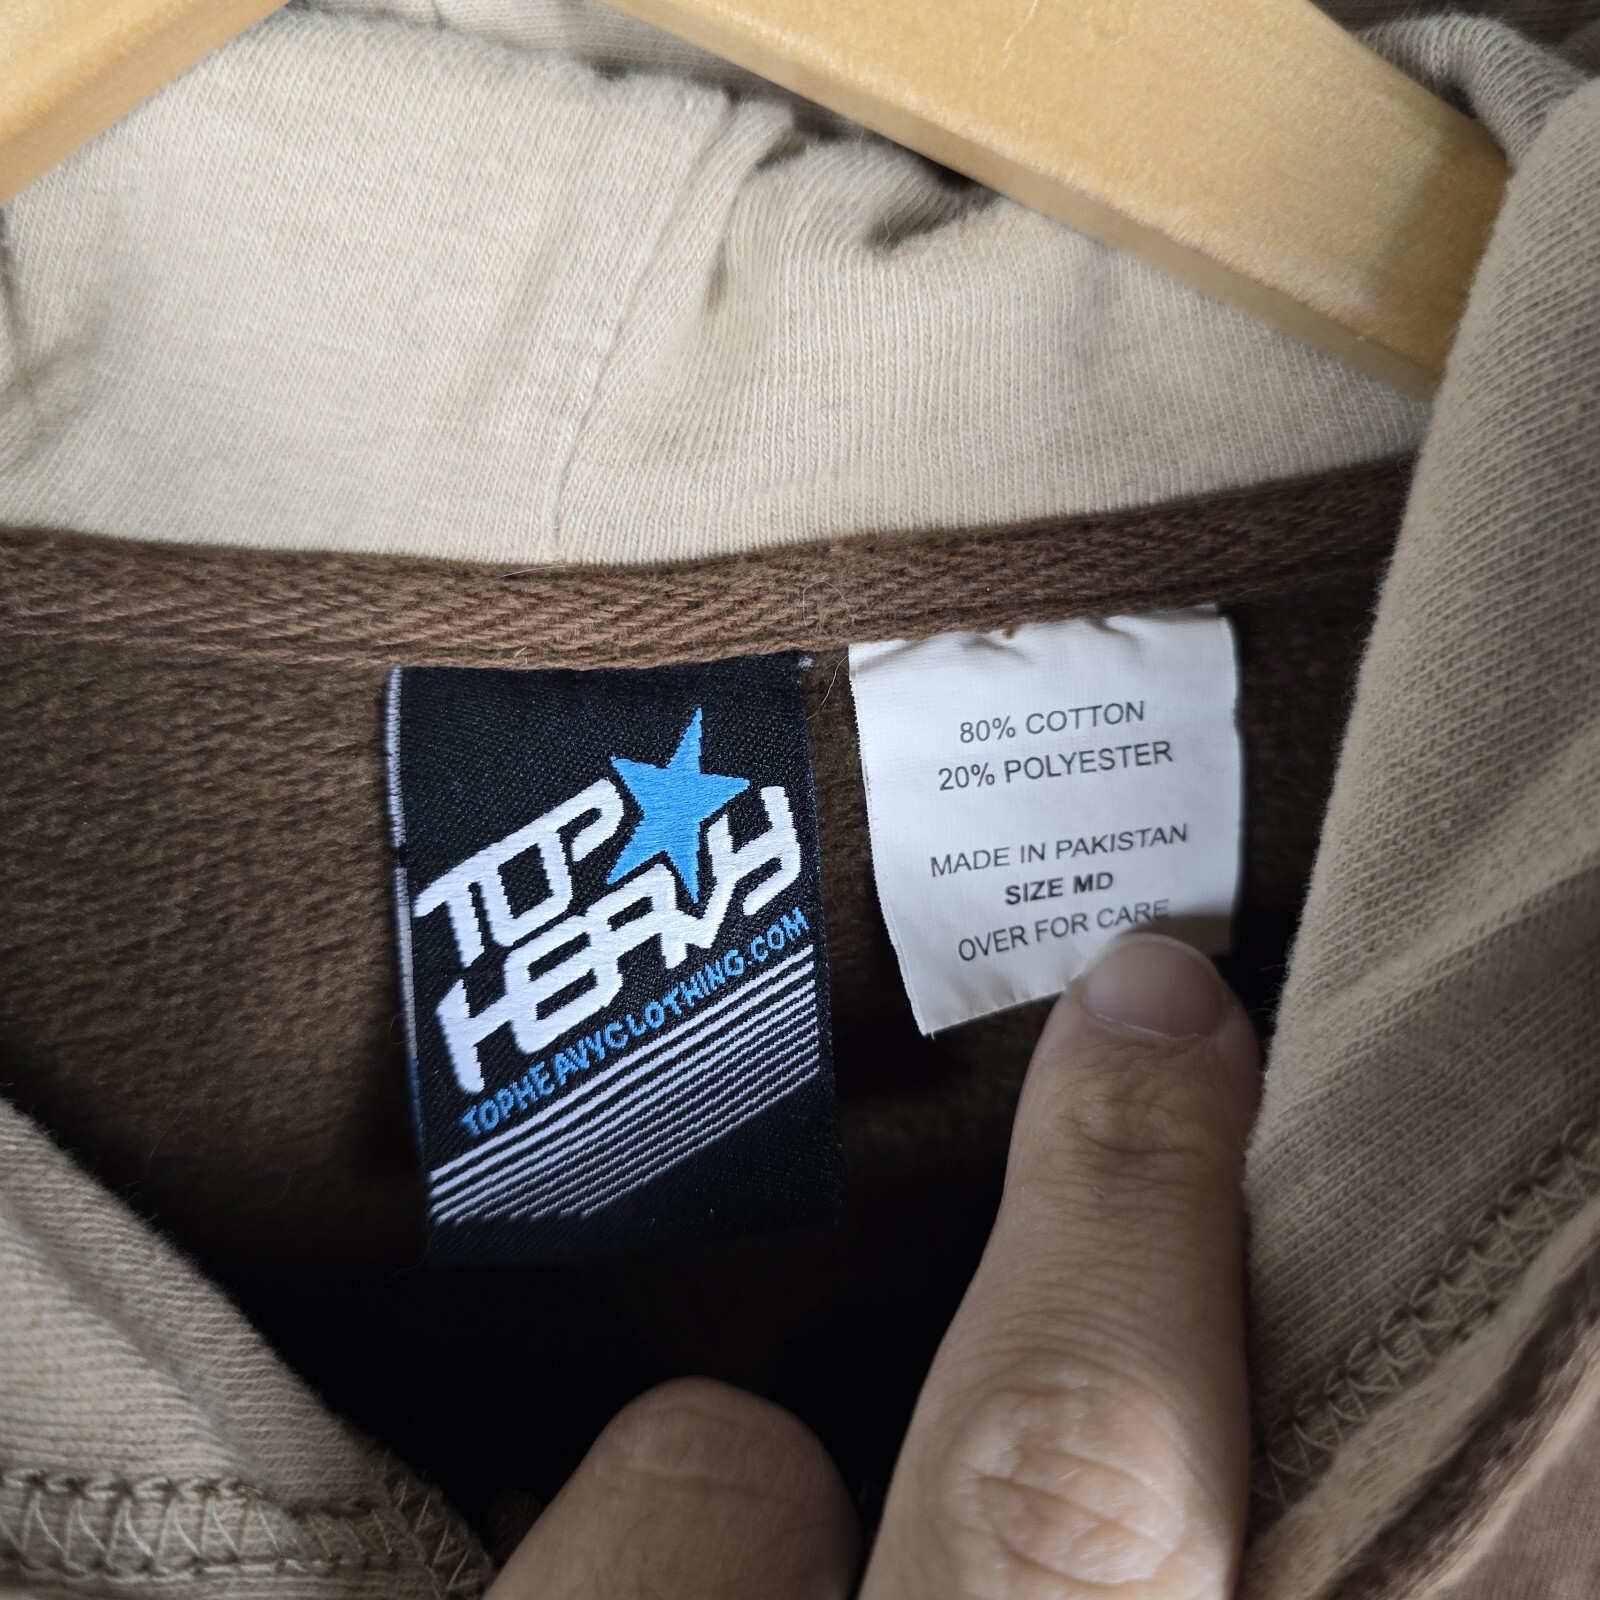 TOP
HEAVY
TOPHEAVYCLOTHING.COM
80% COTTON
20% POLYESTER
MADE IN PAKISTAN
SIZE MD
OVER FOR CARE